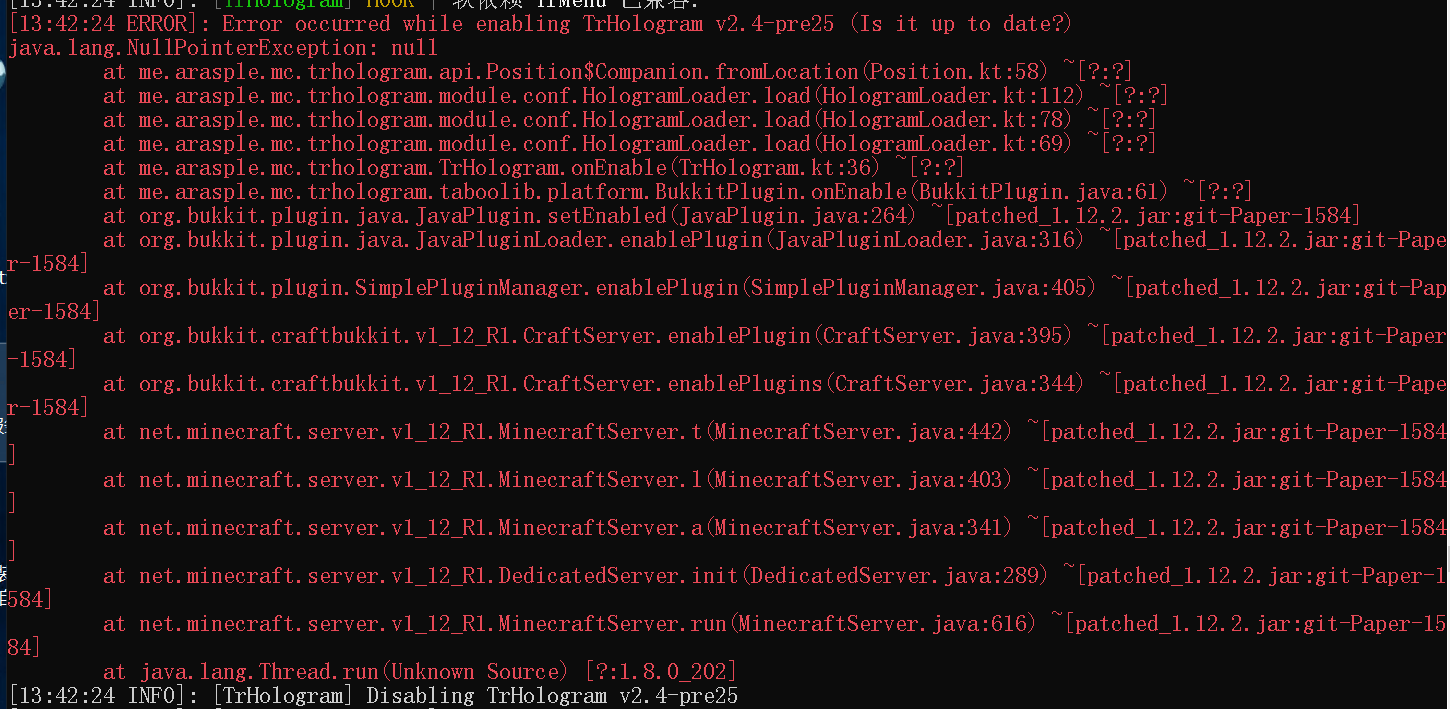 [13:42:24 INFO]: [TrHologram] HOOK | 软依赖 TrMenu 已兼容.
[13:42:24 ERROR]: Error occurred while enabling TrHologram v2.4-pre25 (Is it up to date?)
java.lang.NullPointerException: null
at me.arasple.mc.trhologram.api.Position$Companion.fromLocation(Position.kt:58) ~[?:?]
at me.arasple.mc.trhologram.module.conf.HologramLoader.load(HologramLoader.kt:112) ~[?:?]
at me.arasple.mc.trhologram.module.conf.HologramLoader.load(HologramLoader.kt:78) ~[?:?]
at me.arasple.mc.trhologram.module.conf.HologramLoader.load(HologramLoader.kt:69) ~[?:?]
at me.arasple.mc.trhologram.TrHologram.onEnable(TrHologram.kt:36) ~[?:?]
at me.arasple.mc.trhologram.taboolib.platform.BukkitPlugin.onEnable(BukkitPlugin.java:61) ~[?:?]
at org.bukkit.plugin.java.JavaPlugin.setEnabled(JavaPlugin.java:264) ~[patched_1.12.2.jar:git-Paper-1584]
at org.bukkit.plugin.java.JavaPluginLoader.enablePlugin(JavaPluginLoader.java:316) ~[patched_1.12.2.jar:git-Pape
r-1584]
at org.bukkit.plugin.SimplePluginManager.enablePlugin(SimplePluginManager.java:405) ~[patched_1.12.2.jar:git-Pap
er-1584]
at org.bukkit.craftbukkit.v1_12_R1.CraftServer.enablePlugin(CraftServer.java:395) ~[patched_1.12.2.jar:git-Paper
-1584]
at org.bukkit.craftbukkit.v1_12_R1.CraftServer.enablePlugins(CraftServer.java:344) ~[patched_1.12.2.jar:git-Pape
r-1584]
at net.minecraft.server.v1_12_R1.MinecraftServer.t(MinecraftServer.java:442) ~[patched_1.12.2.jar:git-Paper-1584
]
at net.minecraft.server.v1_12_R1.MinecraftServer.l(MinecraftServer.java:403) ~[patched_1.12.2.jar:git-Paper-1584
]
at net.minecraft.server.v1_12_R1.MinecraftServer.a(MinecraftServer.java:341) ~[patched_1.12.2.jar:git-Paper-1584
]
at net.minecraft.server.v1_12_R1.DedicatedServer.init(DedicatedServer.java:289) ~[patched_1.12.2.jar:git-Paper-1
584]
at net.minecraft.server.v1_12_R1.MinecraftServer.run(MinecraftServer.java:616) ~[patched_1.12.2.jar:git-Paper-15
84]
at java.lang.Thread.run(Unknown Source) [?:1.8.0_202]
[13:42:24 INFO]: [TrHologram] Disabling TrHologram v2.4-pre25